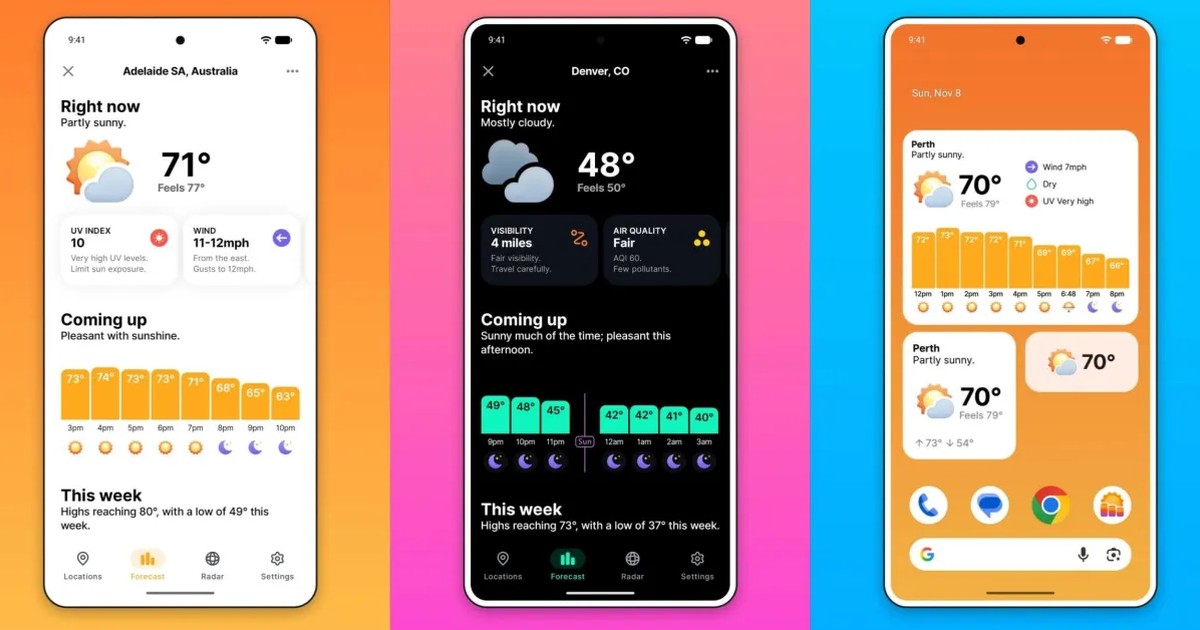 9:41
Adelaide SA, Australia
Right now
Partly sunny.
71°
Feels 77°
UV INDEX
10
Very high UV levels.
Limit sun exposure.
WIND
11-12mph
From the east.
Gusts to 12mph.
Coming up
Pleasant with sunshine.
73° 74° 73° 73° 71° 68° 65° 63°
3pm 4pm 5pm 6pm 7pm 8pm 9pm 10pm
This week
Highs reaching 80°, with a low of 49° this
week.
Locations Forecast Radar Settings
9:41
Denver, CO
Right now
Mostly cloudy.
48°
Feels 50°
VISIBILITY
4 miles
Fair visibility.
Travel carefully.
AIR QUALITY
Fair
AQI 60.
Few pollutants.
Coming up
Sunny much of the time; pleasant this
afternoon.
49° 48° 45° 42° 42° 41° 40°
9pm 10pm 11pm Sun 12am 1am 2am 3am
This week
Highs reaching 73°, with a low of 37° this week.
Locations Forecast Radar Settings
9:41
Sun, Nov 8
Perth
Partly sunny.
70°
Feels 79°
Wind 7mph
Dry
UV Very high
72° 73° 72° 72° 71° 69° 69° 67° 66°
12pm 1pm 2pm 3pm 4pm 5pm 6:48 7pm 8pm
Perth
Partly sunny.
70°
Feels 79°
↑73° ↓54°
70°
G